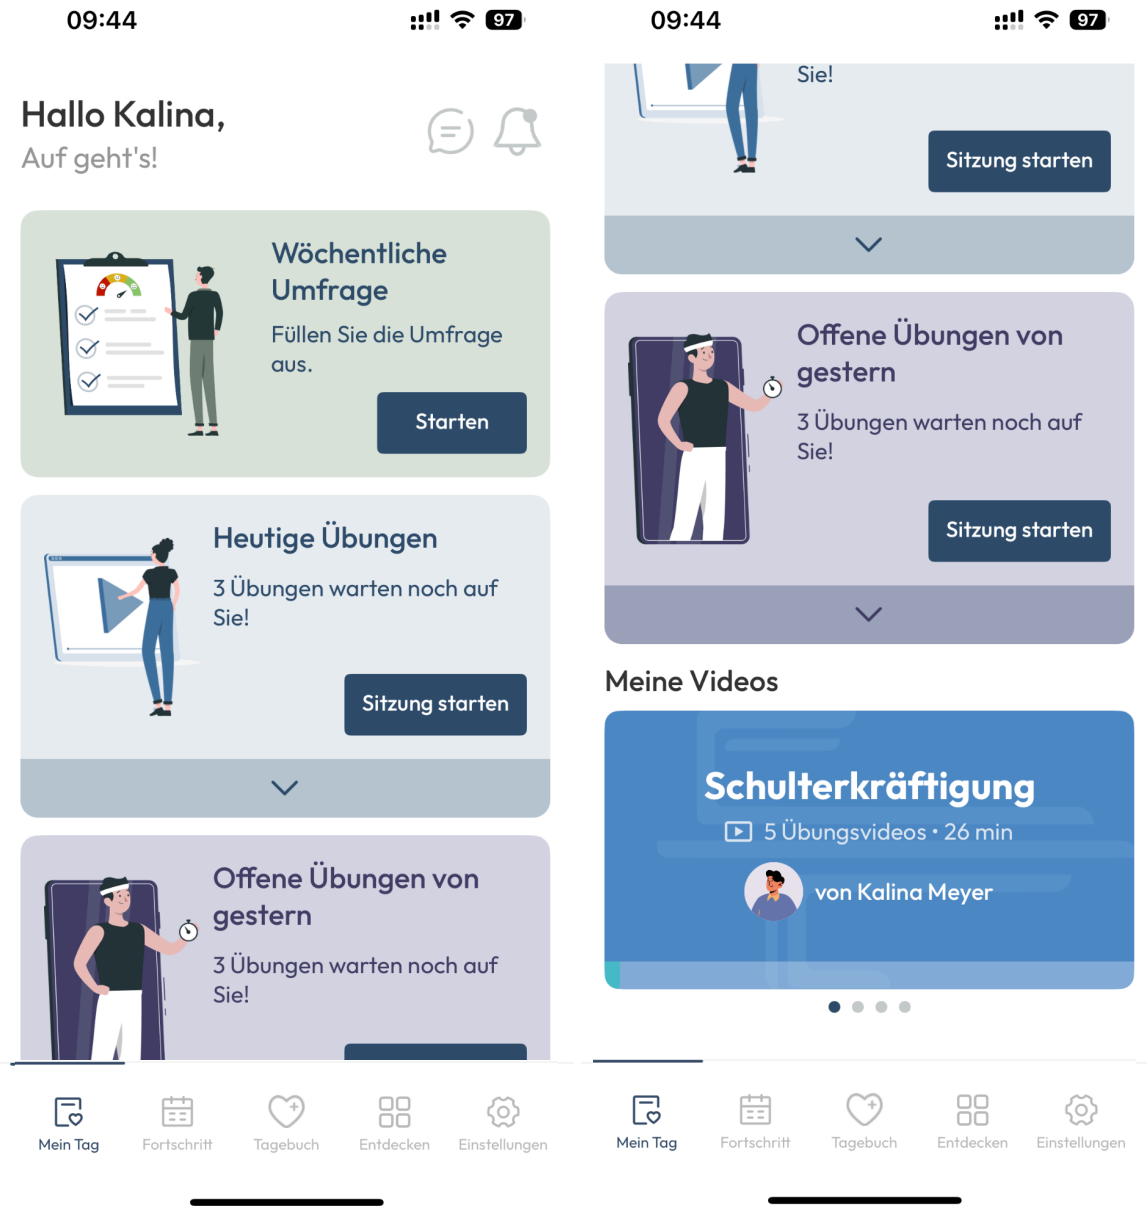 09:44
97
Hallo Kalina,
Auf geht's!
Wöchentliche
Umfrage
Füllen Sie die Umfrage
aus.
Starten
Heutige Übungen
3 Übungen warten noch auf
Sie!
Sitzung starten
Offene Übungen von
gestern
3 Übungen warten noch auf
Sie!
Mein Tag
Fortschritt
Tagebuch
Entdecken
Einstellungen
09:44
97
Sie!
Sitzung starten
Offene Übungen von
gestern
3 Übungen warten noch auf
Sie!
Sitzung starten
Meine Videos
Schulterkräftigung
5 Übungsvideos • 26 min
von Kalina Meyer
Mein Tag
Fortschritt
Tagebuch
Entdecken
Einstellungen